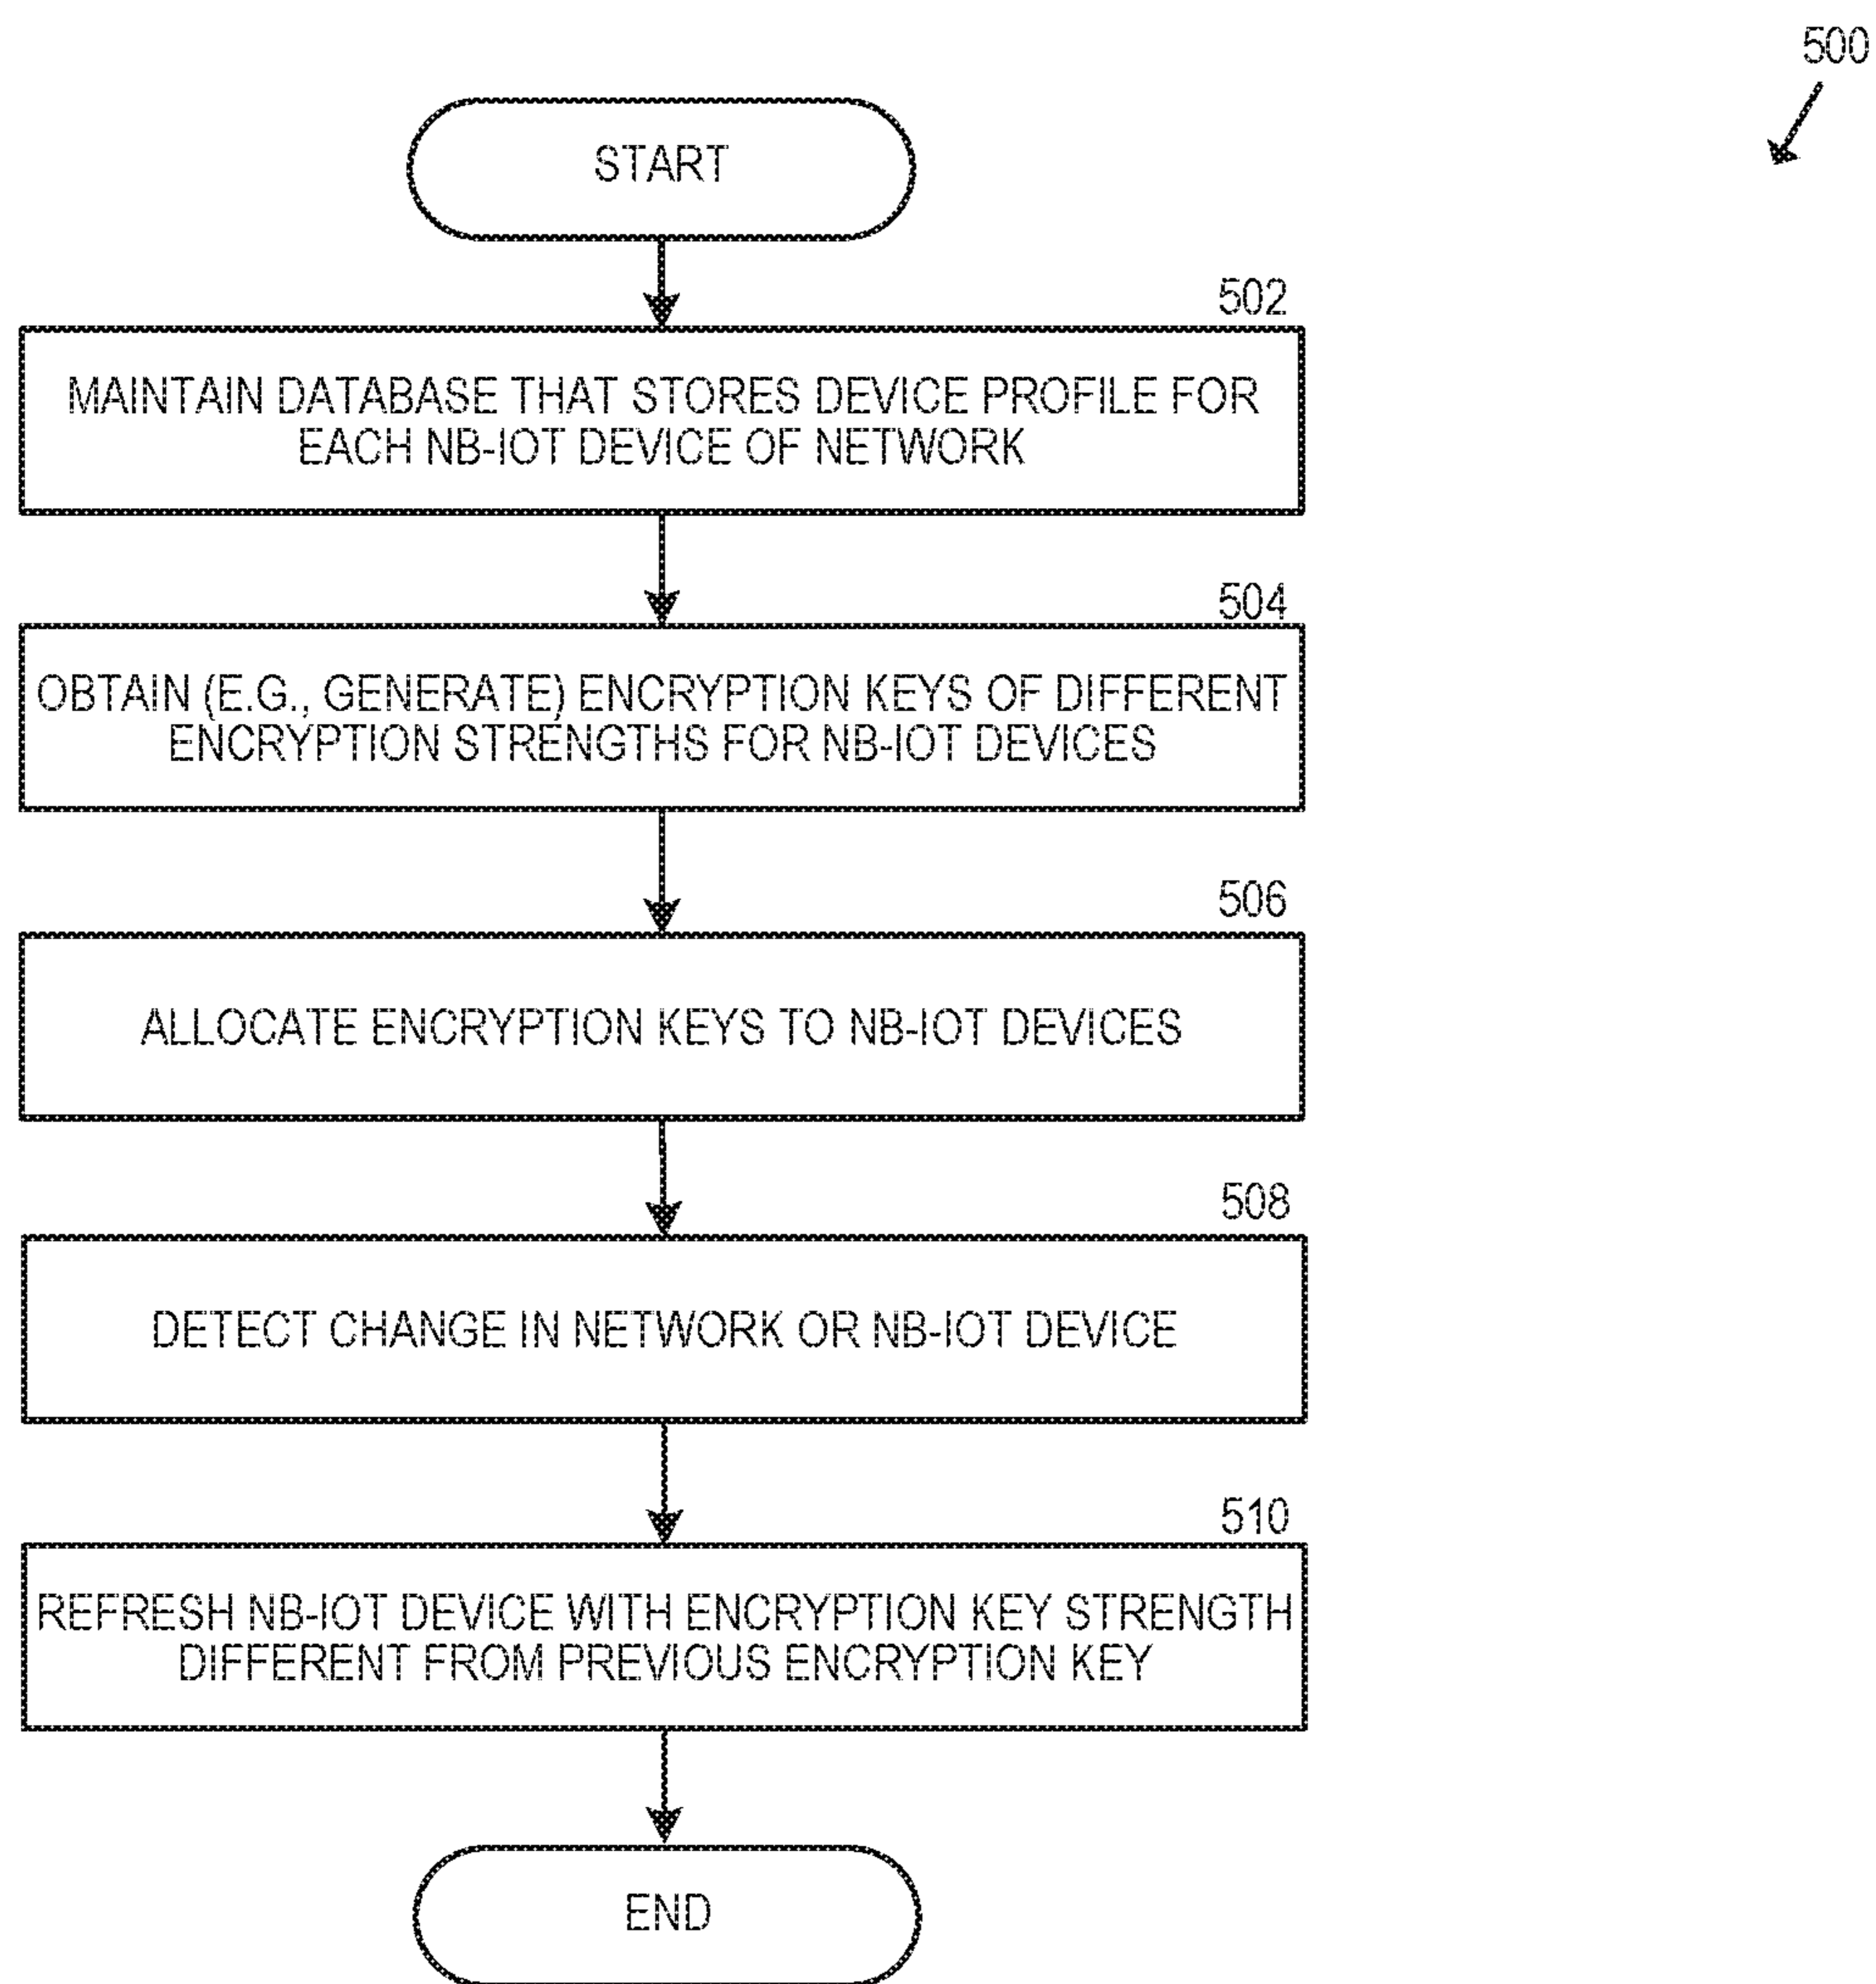 500
START
502
MAINTAIN DATABASE THAT STORES DEVICE PROFILE FOR
EACH NB-IOT DEVICE OF NETWORK
504
OBTAIN (E.G., GENERATE) ENCRYPTION KEYS OF DIFFERENT
ENCRYPTION STRENGTHS FOR NB-IOT DEVICES
506
ALLOCATE ENCRYPTION KEYS TO NB-IOT DEVICES
508
DETECT CHANGE IN NETWORK OR NB-IOT DEVICE
510
REFRESH NB-IOT DEVICE WITH ENCRYPTION KEY STRENGTH
DIFFERENT FROM PREVIOUS ENCRYPTION KEY
END